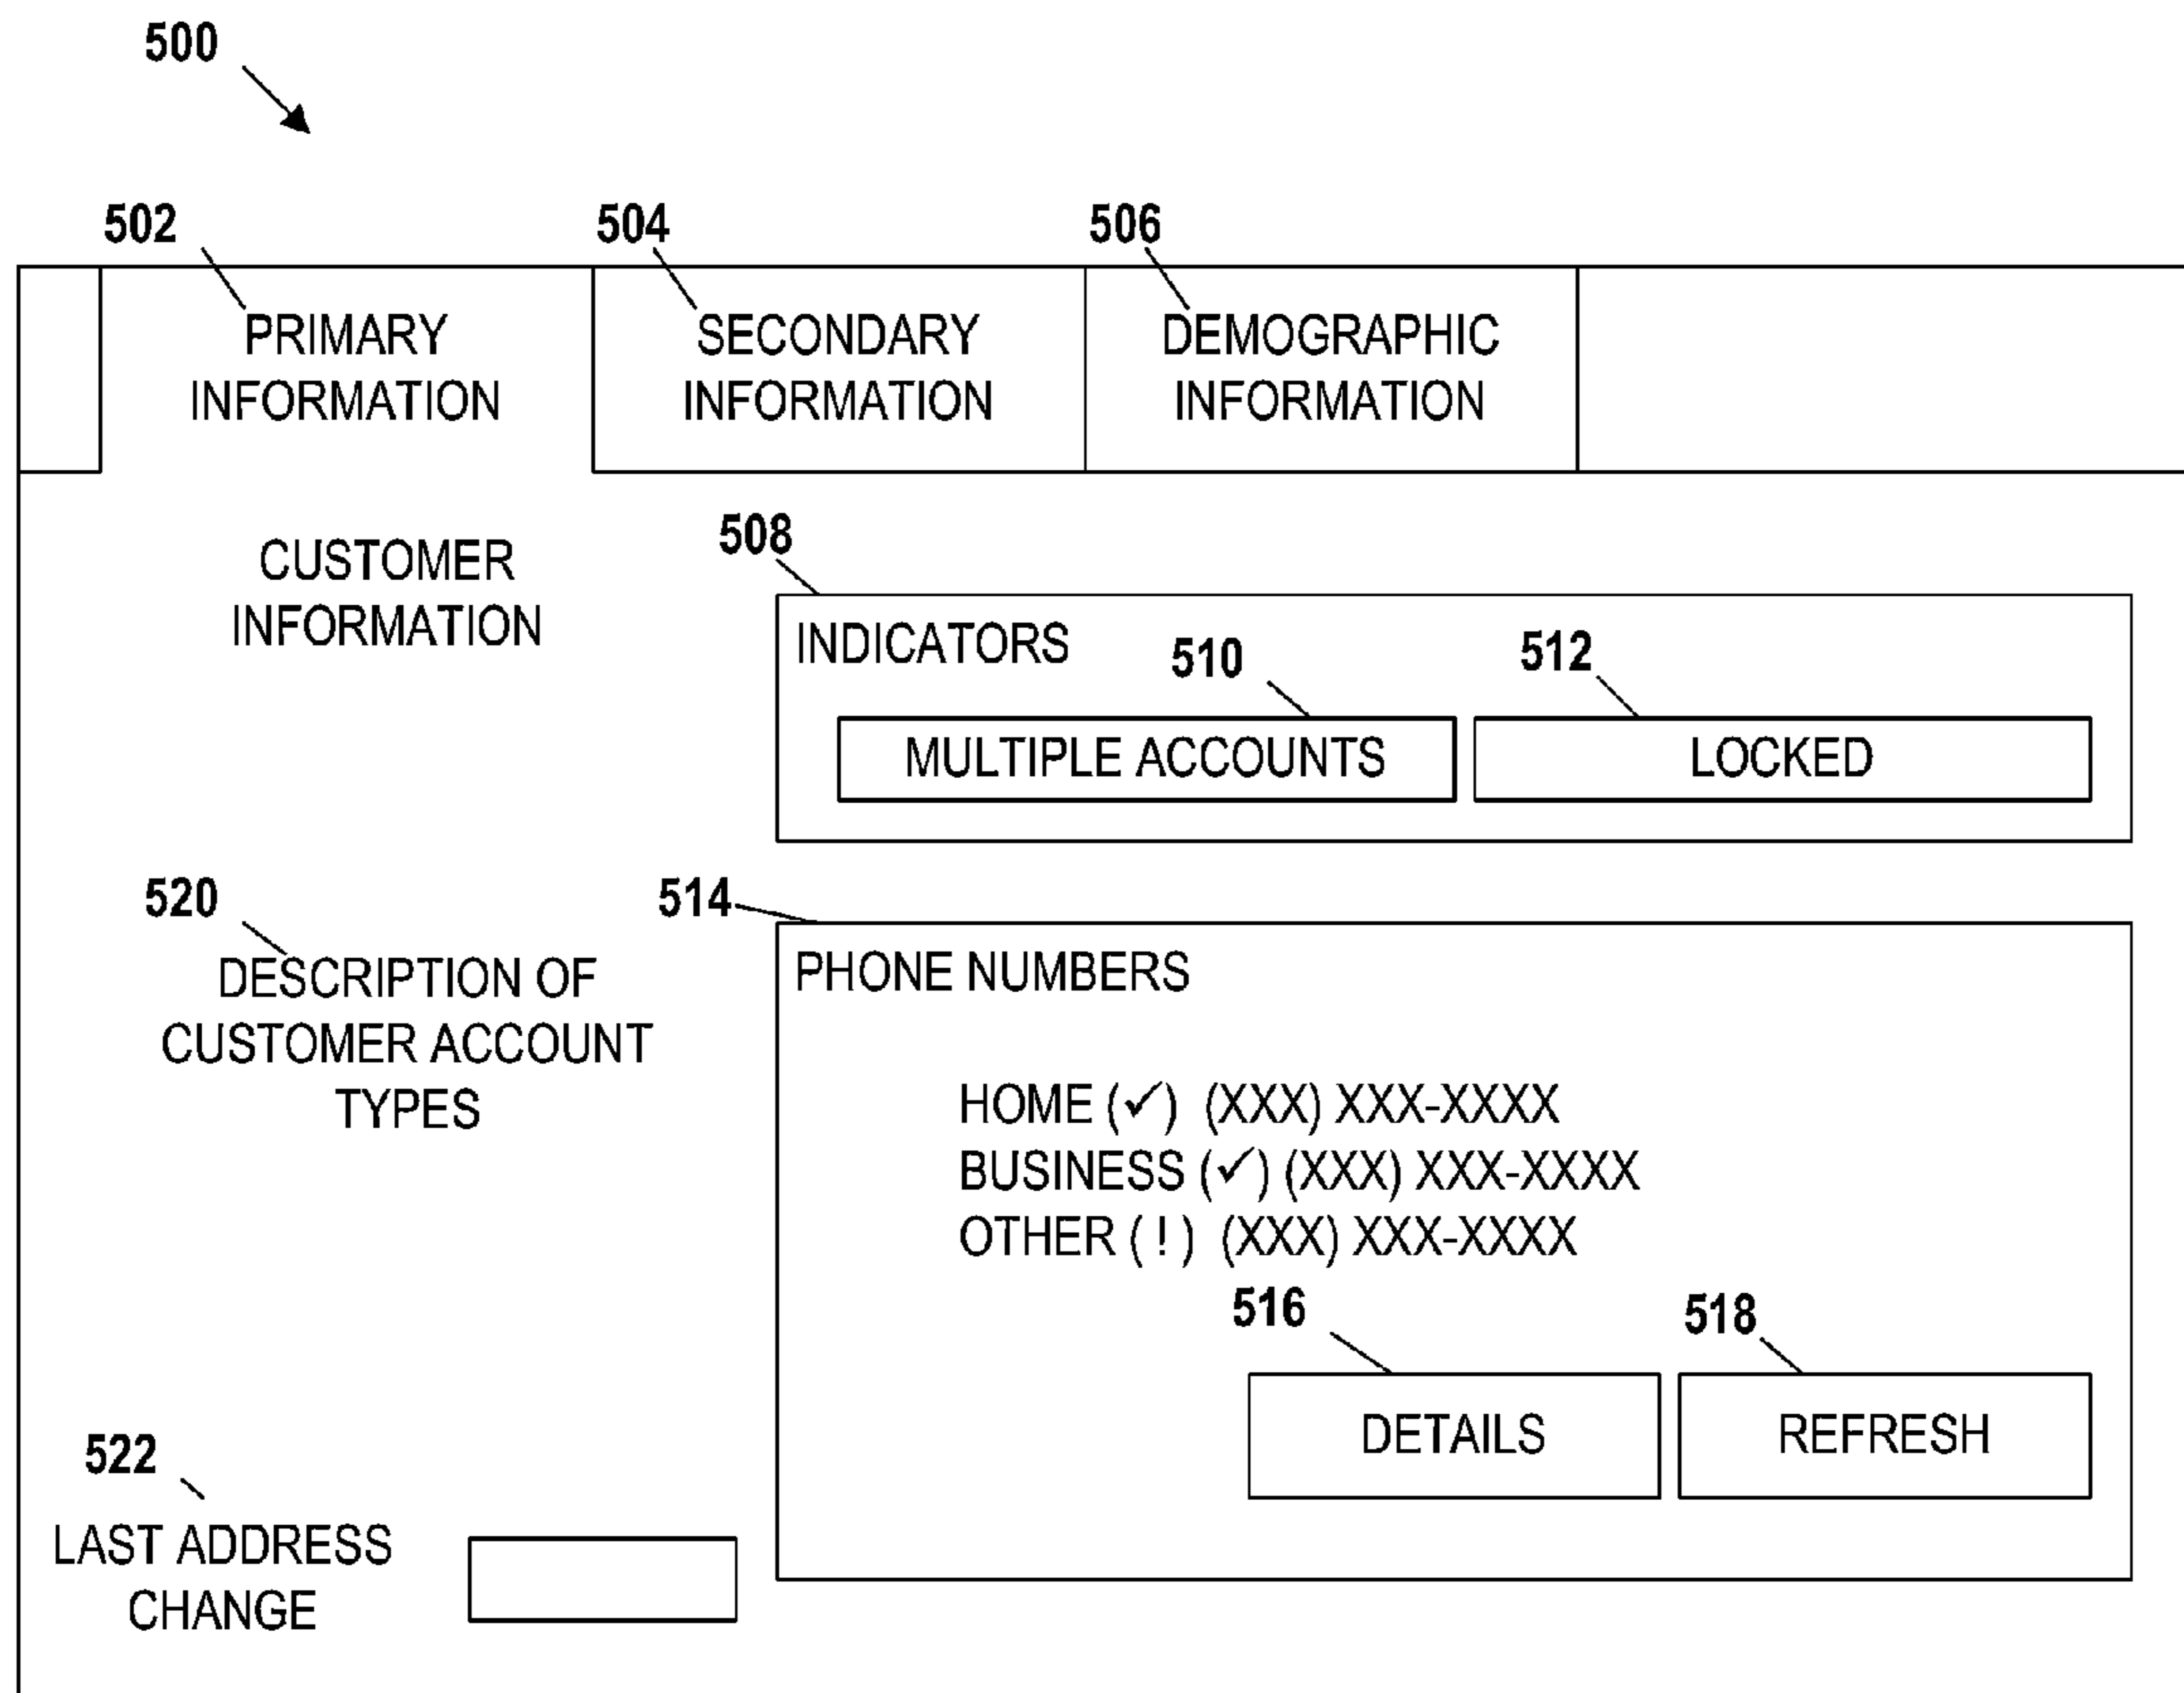 500
502
504
506
PRIMARY
INFORMATION
SECONDARY
INFORMATION
DEMOGRAPHIC
INFORMATION
CUSTOMER
INFORMATION
508
INDICATORS
510
512
MULTIPLE ACCOUNTS
LOCKED
520
DESCRIPTION OF
CUSTOMER ACCOUNT
TYPES
514
PHONE NUMBERS
HOME (✓) (XXX) XXX-XXXX
BUSINESS (✓) (XXX) XXX-XXXX
OTHER ( ! ) (XXX) XXX-XXXX
516
518
DETAILS
REFRESH
522
LAST ADDRESS
CHANGE